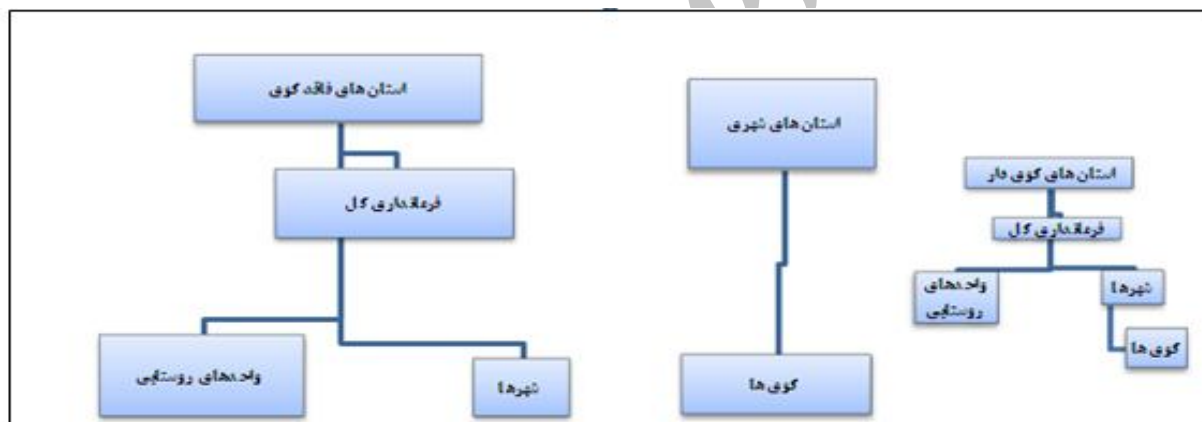 استان های کوی دار
فرمانداری کل
شهرها
واحدهای
روستایی
کوی ها
استان های شهری
کوی ها
استان های فاقد کوی
فرمانداری کل
شهرها
واحدهای روستایی